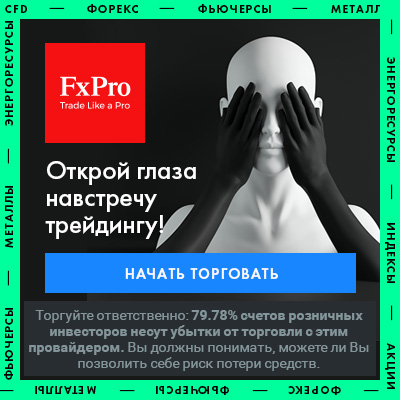 CFD — ФОРЕКС — ФЬЮЧЕРСЫ — МЕТАЛЛ
FxPro
Trade Like a Pro
Открой глаза
навстречу
трейдингу!
НАЧАТЬ ТОРГОВАТЬ
Торгуйте ответственно: 79.78% счетов розничных
инвесторов несут убытки от торговли с этим
провайдером. Вы должны понимать, можете ли Вы
позволить себе риск потери средств.
ЭНЕРГОРЕСУРСЫ — ИНДЕКСЫ — АКЦИИ
ФОРЕКС — ФЬЮЧЕРСЫ — МЕТАЛЛЫ
ФЬЮЧЕРСЫ — МЕТАЛЛЫ — ЭНЕРГОРЕСУРСЫ